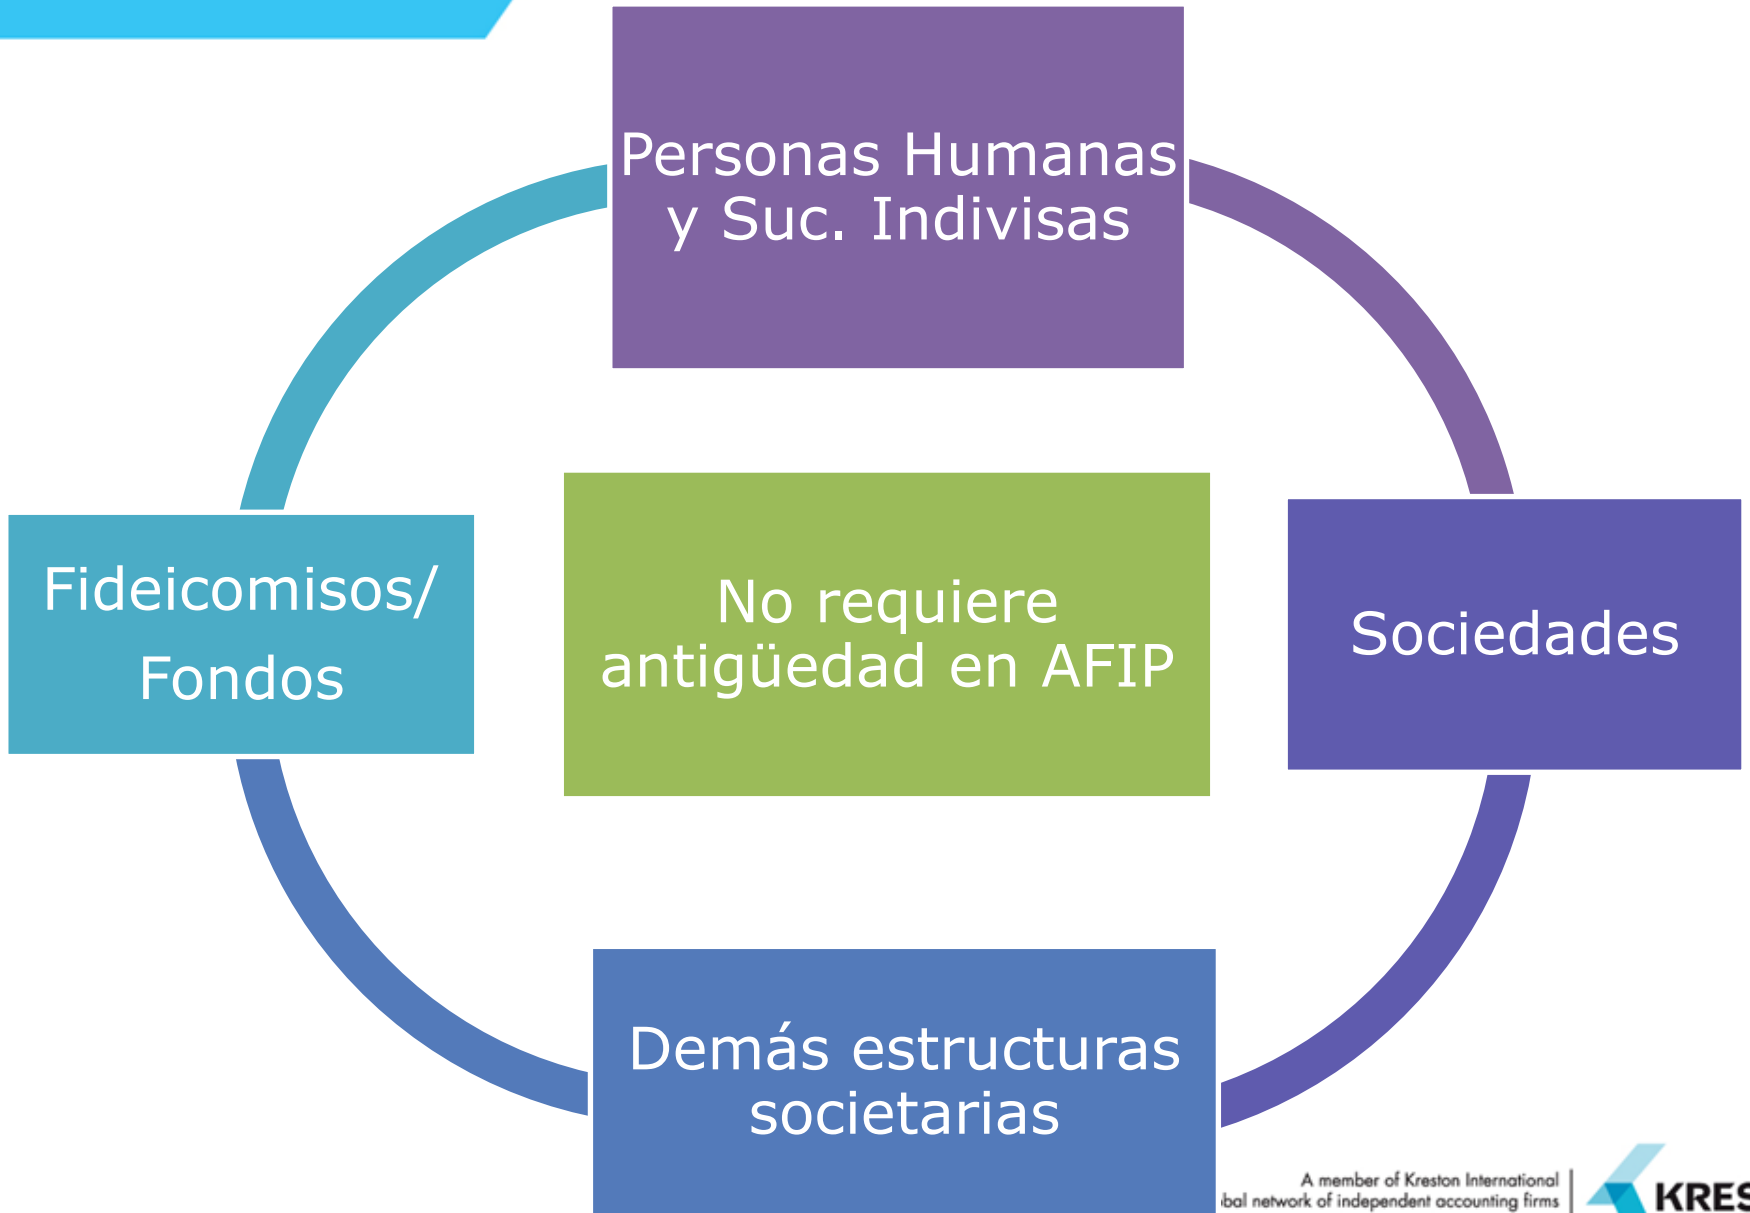 Personas Humanas
y Suc. Indivisas
Fideicomisos/
Fondos
No requiere
antigüedad en AFIP
Sociedades
Demás estructuras
societarias
A member of Kreston International
network of independent accounting firms